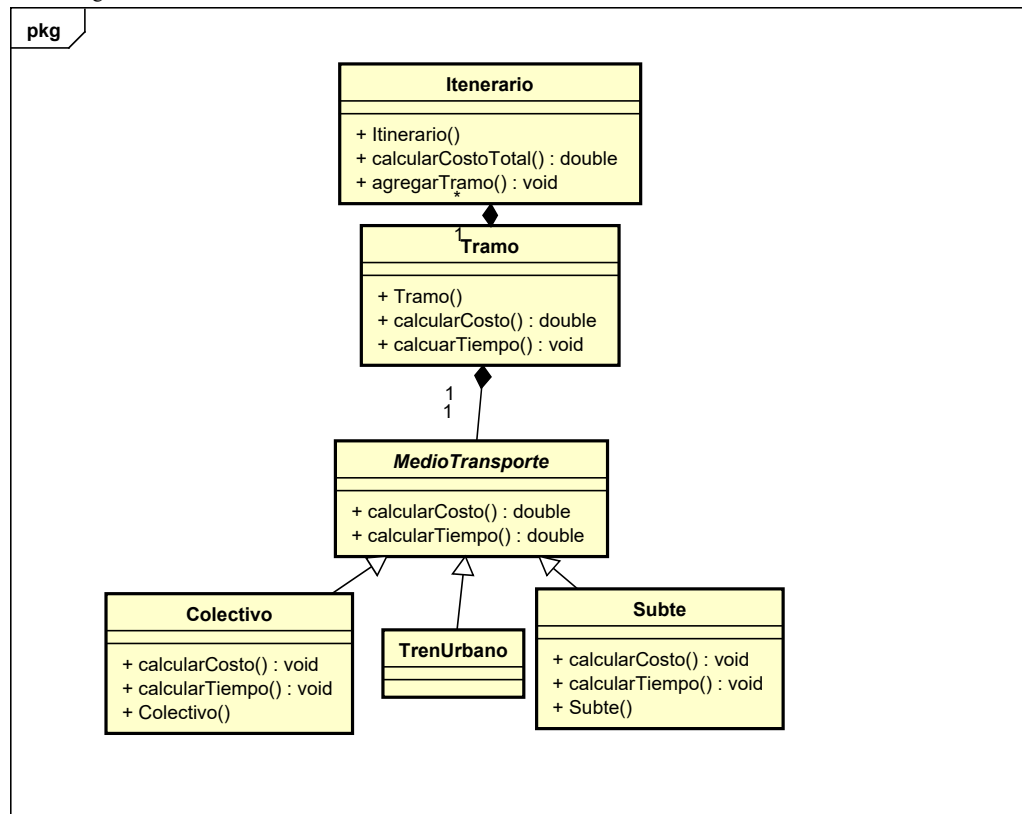 pkg
Itenerario
+ Itinerario()
+ calcularCostoTotal() : double
+ agregarTramo() : void
*
1
Tramo
+ Tramo()
+ calcularCosto() : double
+ calcuarTiempo() : void
1
1
MedioTransporte
+ calcularCosto() : double
+ calcularTiempo() : double
Colectivo
+ calcularCosto() : void
+ calcularTiempo() : void
+ Colectivo()
TrenUrbano
Subte
+ calcularCosto() : void
+ calcularTiempo() : void
+ Subte()